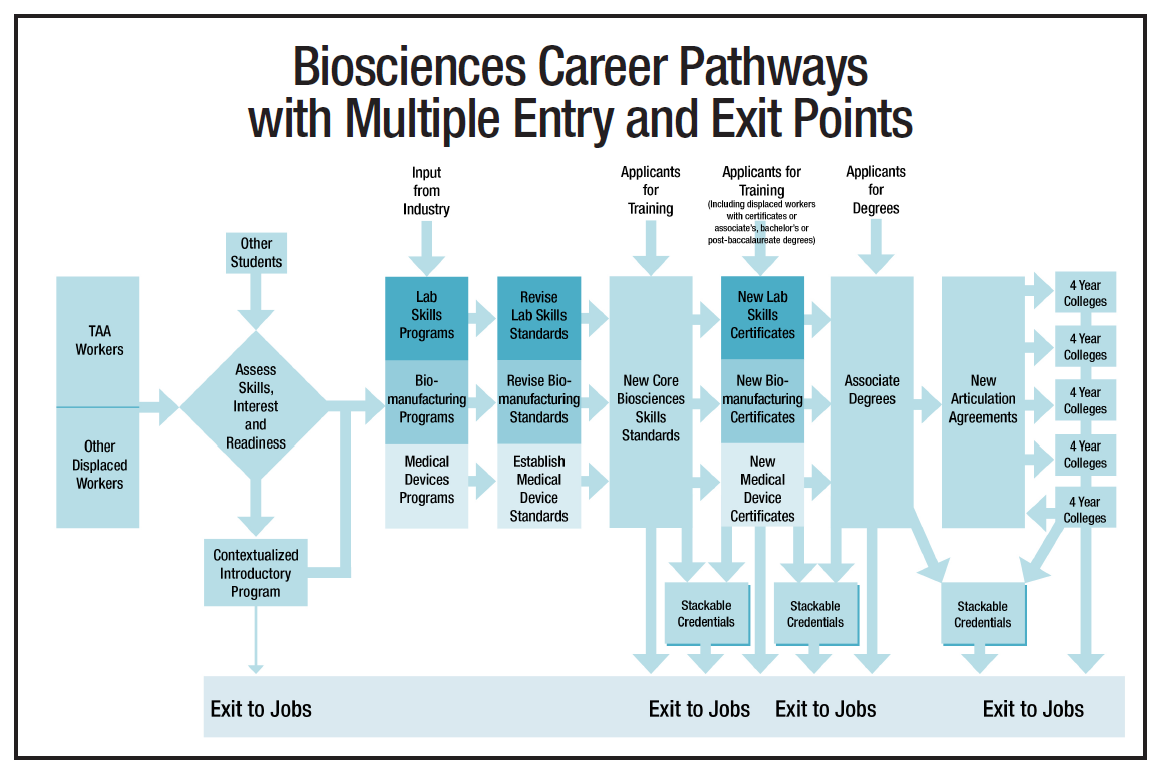 Biosciences Career Pathways
with Multiple Entry and Exit Points
Input
from
Industry
Applicants
for
Training
Applicants for
Training
(Including displaced workers
with certificates or
associate's, bachelor's or
post-baccalaureate degrees)
Applicants
for
Degrees
Other
Students
TAA
Workers
Other
Displaced
Workers
Assess
Skills,
Interest
and
Readiness
Contextualized
Introductory
Program
Lab
Skills
Programs
Bio-
manufacturing
Programs
Medical
Devices
Programs
Revise
Lab Skills
Standards
Revise Bio-
manufacturing
Standards
Establish
Medical
Device
Standards
New Core
Biosciences
Skills
Standards
New Lab
Skills
Certificates
New Bio-
manufacturing
Certificates
New
Medical
Device
Certificates
Associate
Degrees
New
Articulation
Agreements
4 Year
Colleges
4 Year
Colleges
4 Year
Colleges
4 Year
Colleges
4 Year
Colleges
Stackable
Credentials
Stackable
Credentials
Stackable
Credentials
Exit to Jobs
Exit to Jobs
Exit to Jobs
Exit to Jobs